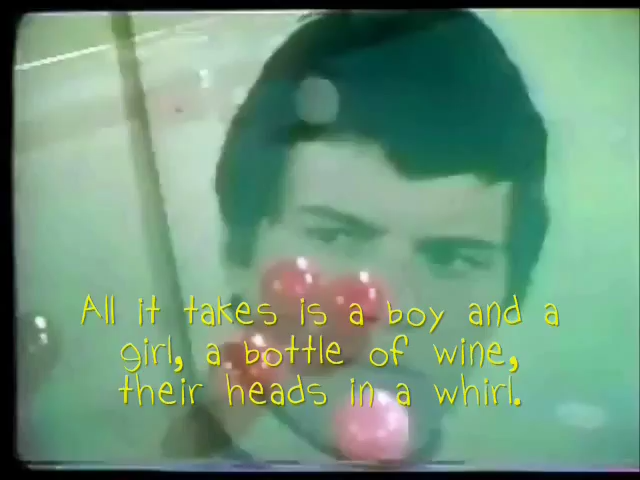 All it takes is a boy and a
girl, a bottle of wine,
their heads in a whirl.